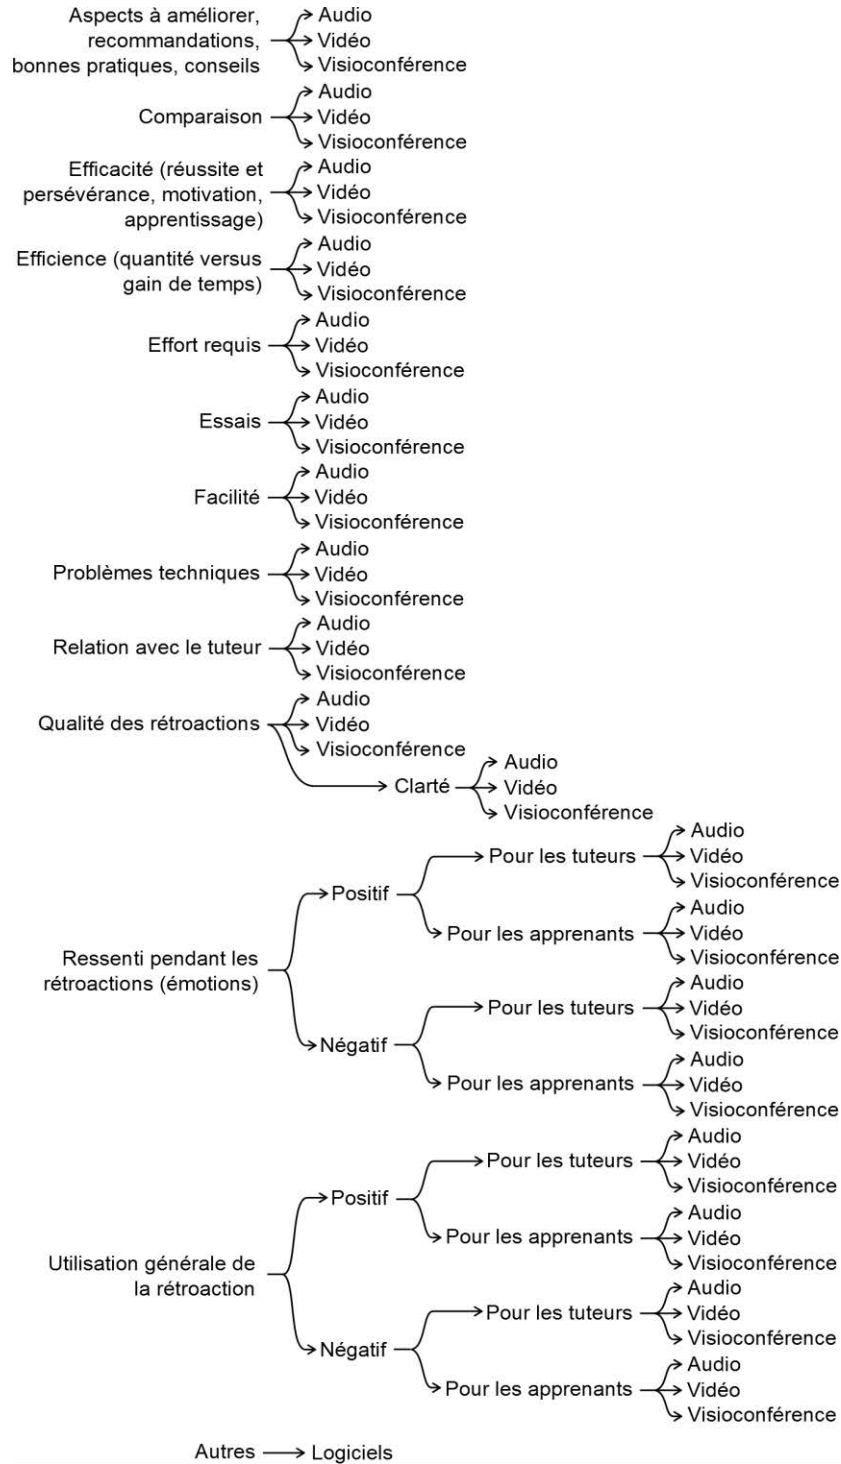 Aspects à améliorer,
recommandations,
bonnes pratiques, conseils
Audio
Vidéo
Visioconférence
Comparaison
Audio
Vidéo
Visioconférence
Efficacité (réussite et
persévérance, motivation,
apprentissage)
Audio
Vidéo
Visioconférence
Efficience (quantité versus
gain de temps)
Audio
Vidéo
Visioconférence
Effort requis
Audio
Vidéo
Visioconférence
Essais
Audio
Vidéo
Visioconférence
Facilité
Audio
Vidéo
Visioconférence
Problèmes techniques
Audio
Vidéo
Visioconférence
Relation avec le tuteur
Audio
Vidéo
Visioconférence
Qualité des rétroactions
Audio
Vidéo
Visioconférence
Clarté
Audio
Vidéo
Visioconférence
Ressenti pendant les
rétroactions (émotions)
Positif
Pour les tuteurs
Audio
Vidéo
Visioconférence
Pour les apprenants
Audio
Vidéo
Visioconférence
Négatif
Pour les tuteurs
Audio
Vidéo
Visioconférence
Pour les apprenants
Audio
Vidéo
Visioconférence
Utilisation générale de
la rétroaction
Positif
Pour les tuteurs
Audio
Vidéo
Visioconférence
Pour les apprenants
Audio
Vidéo
Visioconférence
Négatif
Pour les tuteurs
Audio
Vidéo
Visioconférence
Pour les apprenants
Audio
Vidéo
Visioconférence
Autres
Logiciels